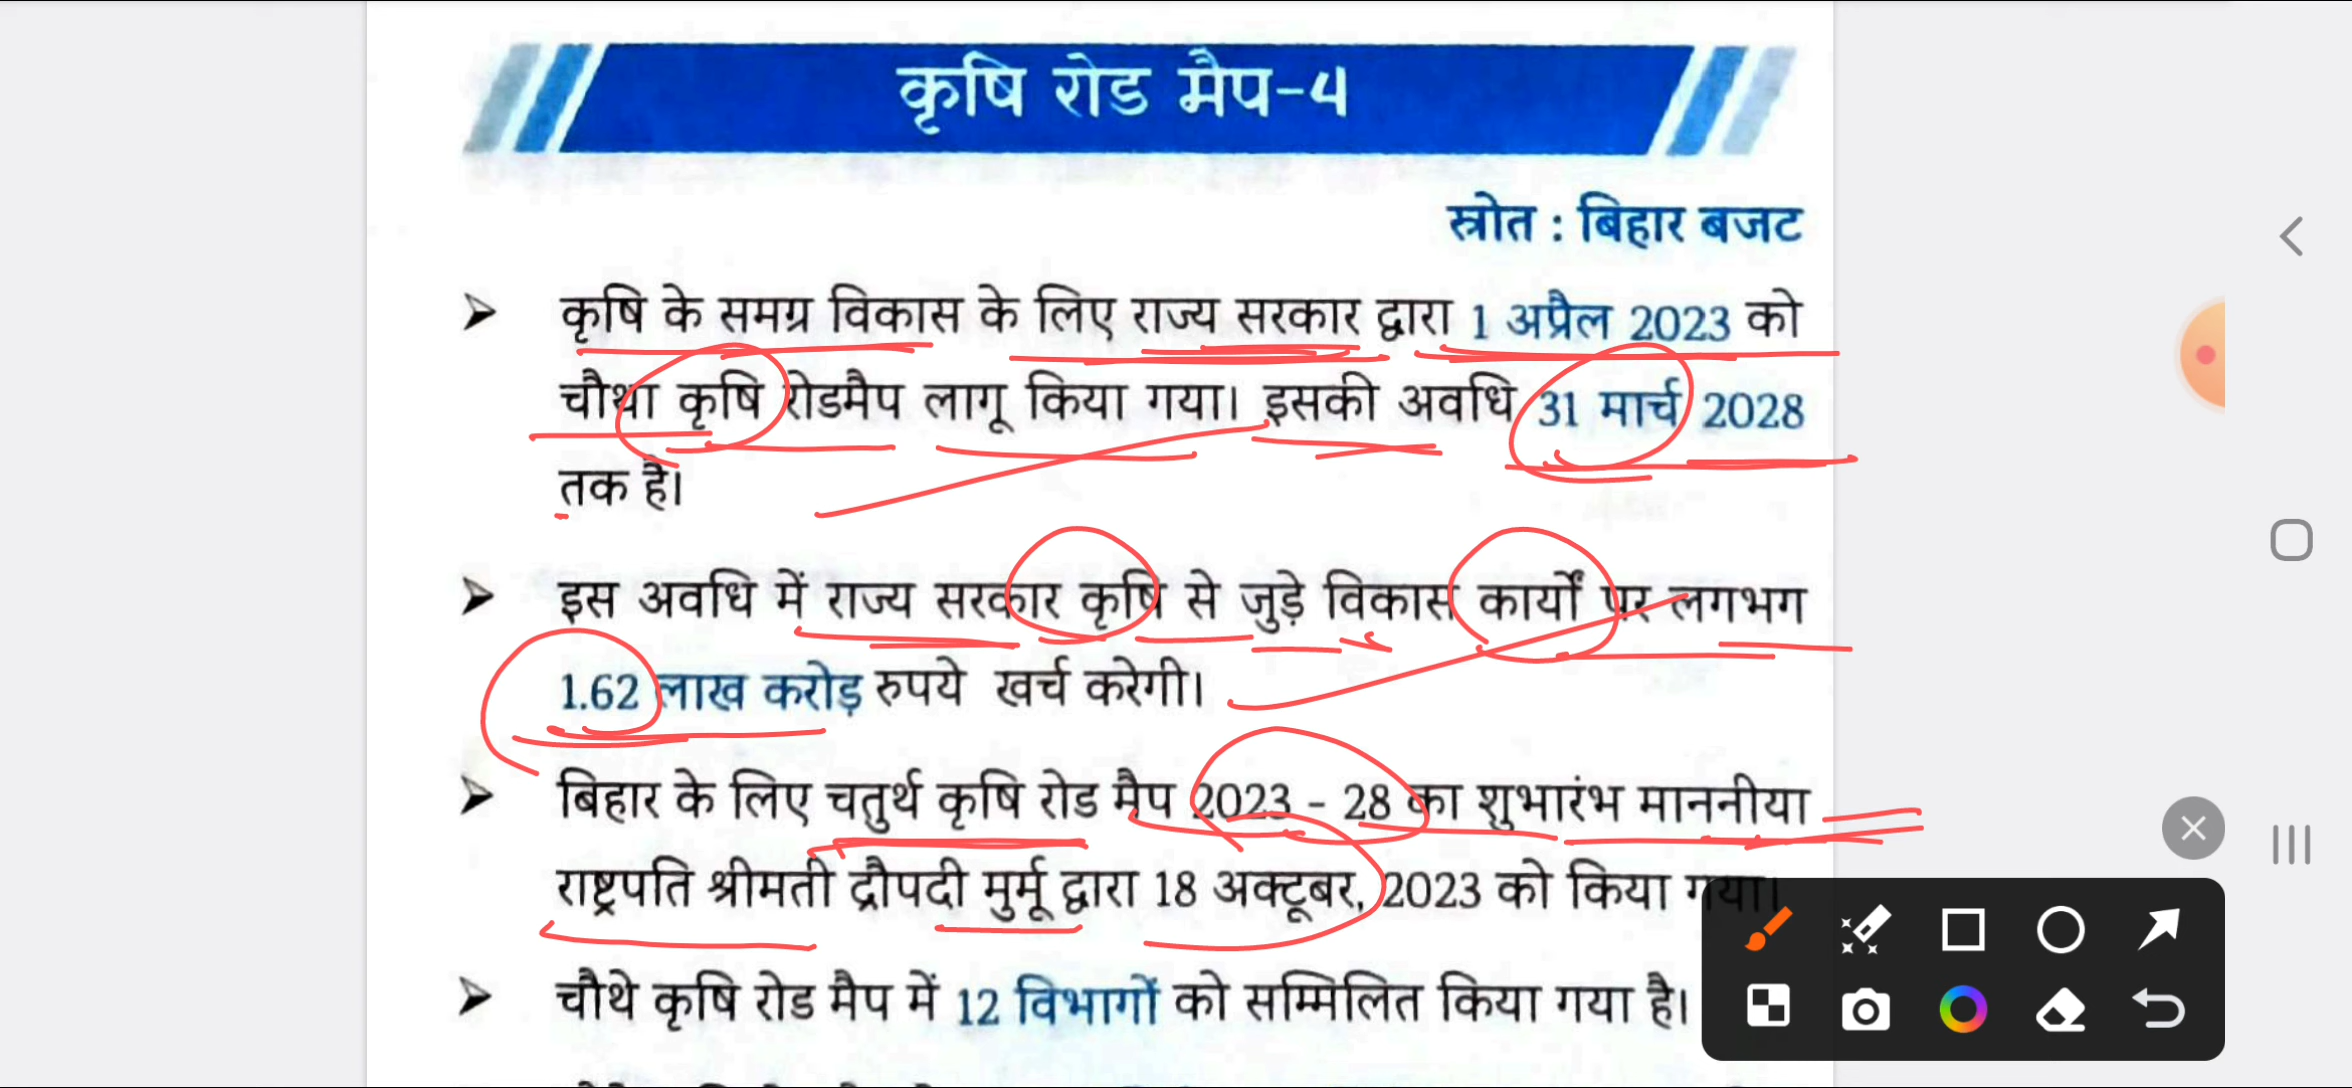 कृषि रोड मैप-4
स्रोत : बिहार बजट
➤ कृषि के समग्र विकास के लिए राज्य सरकार द्वारा 1 अप्रैल 2023 को
चौथा कृषि रोडमैप लागू किया गया। इसकी अवधि 31 मार्च 2028
तक है।
➤ इस अवधि में राज्य सरकार कृषि से जुड़े विकास कार्यों पर लगभग
1.62 लाख करोड़ रुपये खर्च करेगी।
➤ बिहार के लिए चतुर्थ कृषि रोड मैप 2023 - 28 का शुभारंभ माननीया
राष्ट्रपति श्रीमती द्रौपदी मुर्मू द्वारा 18 अक्टूबर, 2023 को किया गया।
➤ चौथे कृषि रोड मैप में 12 विभागों को सम्मिलित किया गया है।